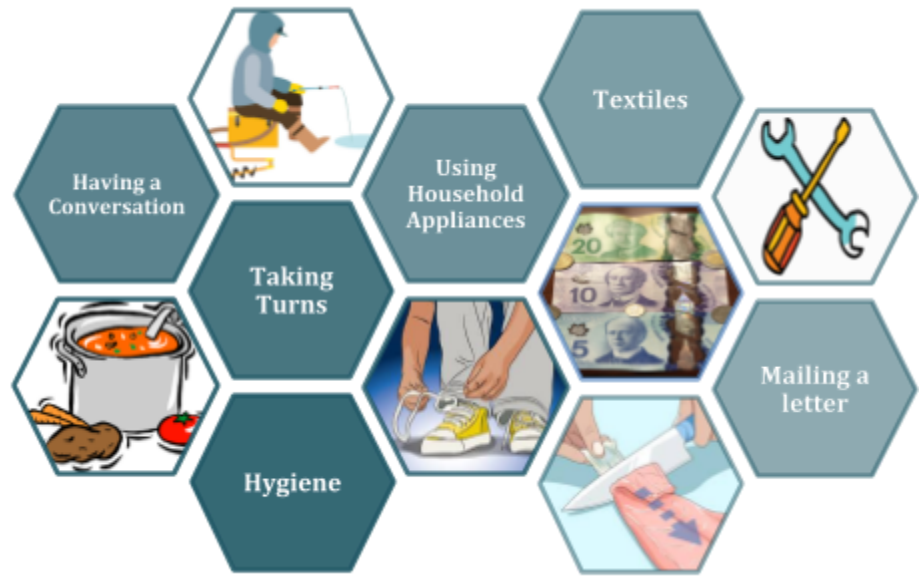 Textiles
Having a
Conversation
Using
Household
Appliances
Taking
Turns
20
10
5
Mailing a
letter
Hygiene